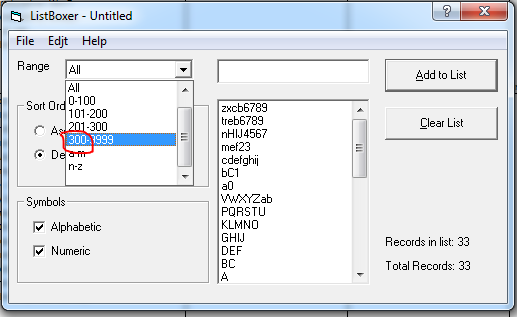 ListBoxer - Untitled
File Edjt Help
Range All
Add to List
All
0-100
101-200
201-300
300-9999
a-m
n-z
Sort Ord
As
De
Clear List
zxcb6789
treb6789
nHIJ4567
mef23
cdefghij
bC1
a0
VwXYZab
PQRSTU
KLMNO
GHIJ
DEF
BC
A
Symbols
Alphabetic
Numeric
Records in list: 33
Total Records: 33